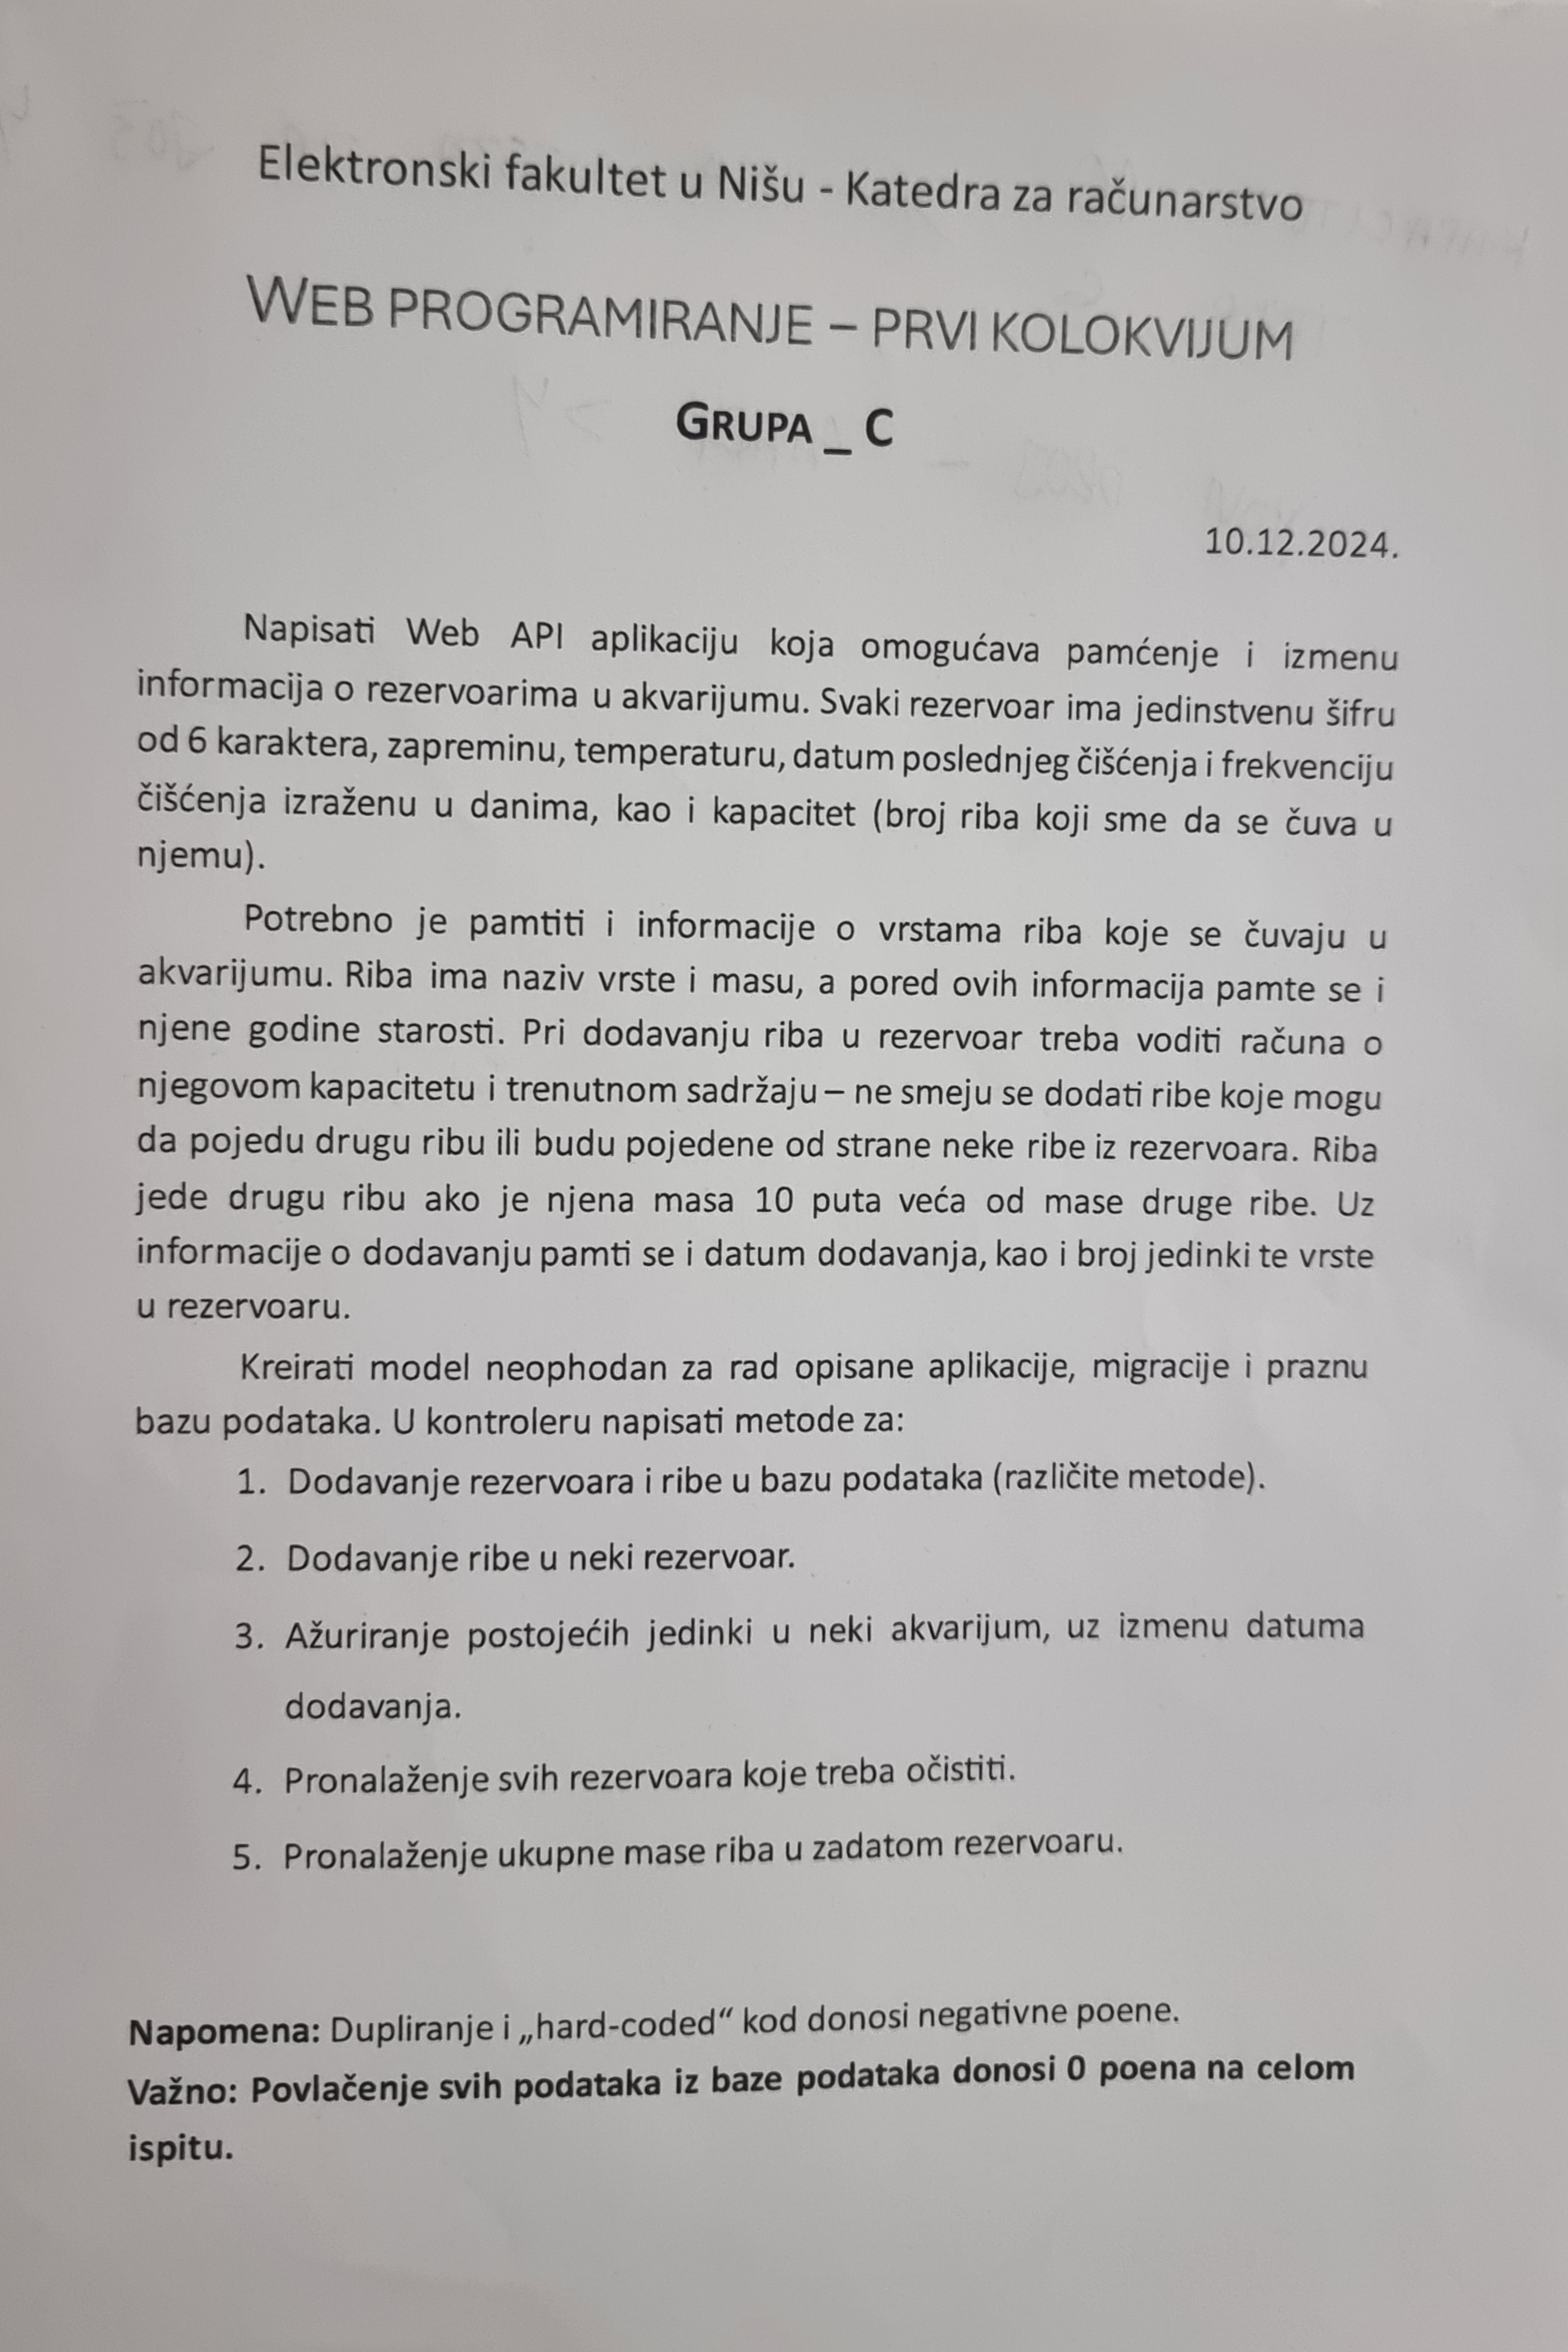 Elektronski fakultet u Nišu - Katedra za računarstvo
WEB PROGRAMIRANJE – PRVI KOLOKVIJUM
GRUPA _ C
10.12.2024.
Napisati Web API aplikaciju koja omogućava pamćenje i izmenu
informacija o rezervoarima u akvarijumu. Svaki rezervoar ima jedinstvenu šifru
od 6 karaktera, zapreminu, temperaturu, datum poslednjeg čišćenja i frekvenciju
čišćenja izraženu u danima, kao i kapacitet (broj riba koji sme da se čuva u
njemu).
Potrebno je pamtiti i informacije o vrstama riba koje se čuvaju u
akvarijumu. Riba ima naziv vrste i masu, a pored ovih informacija pamte se i
njene godine starosti. Pri dodavanju riba u rezervoar treba voditi računa o
njegovom kapacitetu i trenutnom sadržaju – ne smeju se dodati ribe koje mogu
da pojedu drugu ribu ili budu pojedene od strane neke ribe iz rezervoara. Riba
jede drugu ribu ako je njena masa 10 puta veća od mase druge ribe. Uz
informacije o dodavanju pamti se i datum dodavanja, kao i broj jedinki te vrste
u rezervoaru.
Kreirati model neophodan za rad opisane aplikacije, migracije i praznu
bazu podataka. U kontroleru napisati metode za:
1. Dodavanje rezervoara i ribe u bazu podataka (različite metode).
2. Dodavanje ribe u neki rezervoar.
3. Ažuriranje postojećih jedinki u neki akvarijum, uz izmenu datuma
dodavanja.
4. Pronalaženje svih rezervoara koje treba očistiti.
5. Pronalaženje ukupne mase riba u zadatom rezervoaru.
Napomena: Dupliranje i „hard-coded“ kod donosi negativne poene.
Važno: Povlačenje svih podataka iz baze podataka donosi 0 poena na celom
ispitu.